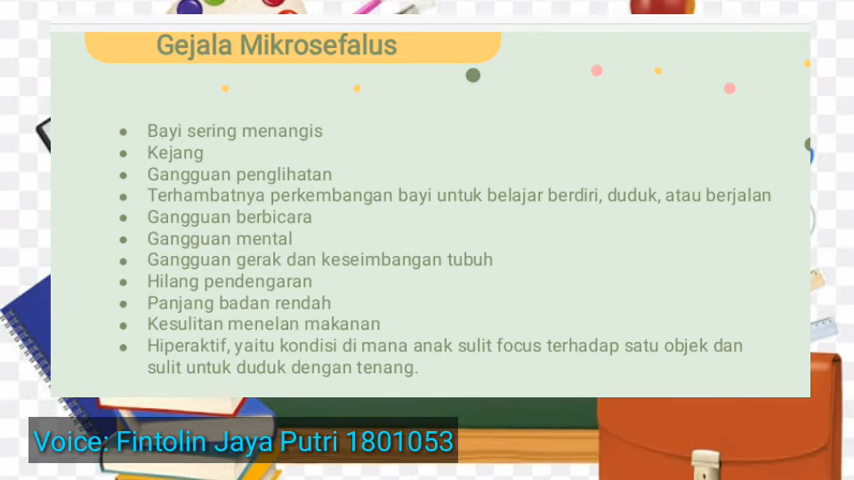 Gejala Mikrosefalus
● Bayi sering menangis
● Kejang
● Gangguan penglihatan
● Terhambatnya perkembangan bayi untuk belajar berdiri, duduk, atau berjalan
● Gangguan berbicara
● Gangguan mental
● Gangguan gerak dan keseimbangan tubuh
● Hilang pendengaran
● Panjang badan rendah
● Kesulitan menelan makanan
● Hiperaktif, yaitu kondisi di mana anak sulit focus terhadap satu objek dan
sulit untuk duduk dengan tenang.
Voice: Fintolin Jaya Putri 1801053